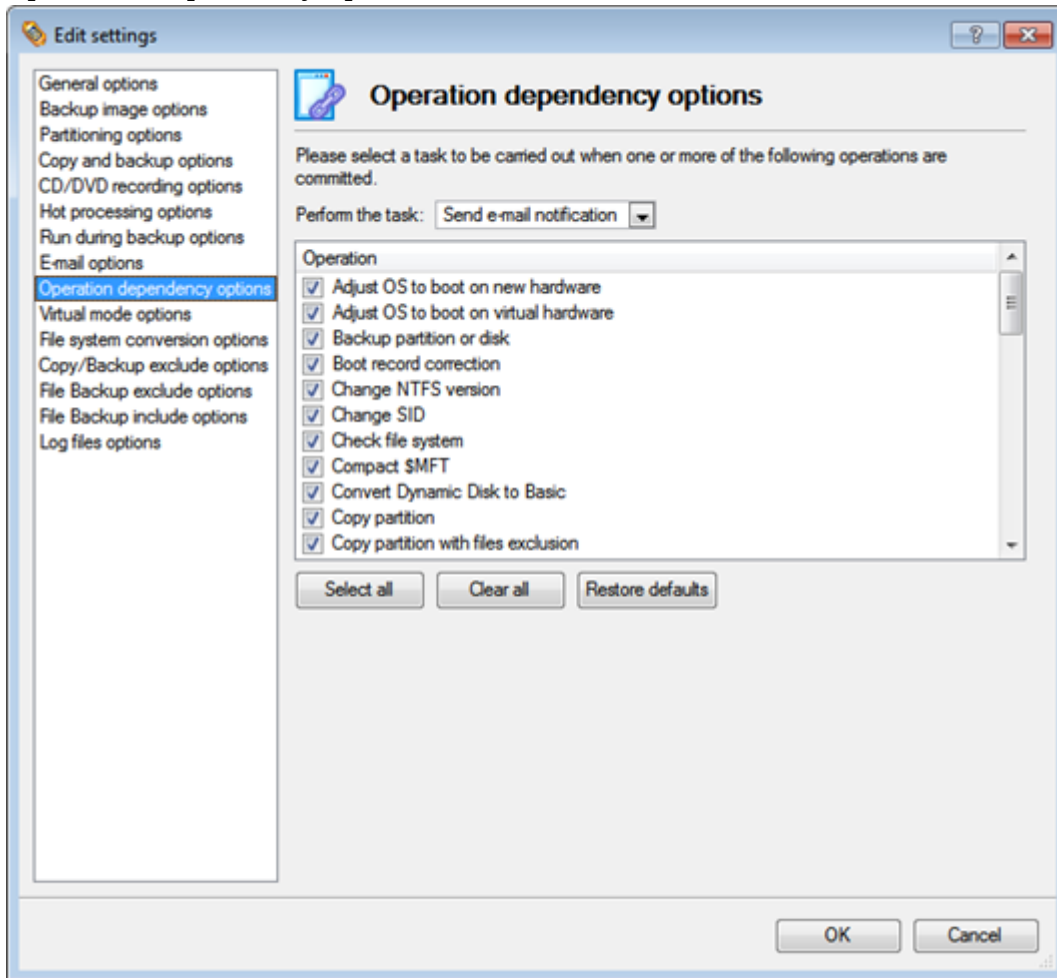 Edit settings
General options
Backup image options
Partitioning options
Copy and backup options
CD/DVD recording options
Hot processing options
Run during backup options
E-mail options
Operation dependency options
Virtual mode options
File system conversion options
Copy/Backup exclude options
File Backup exclude options
File Backup include options
Log files options
Operation dependency options
Please select a task to be carried out when one or more of the following operations are
committed.
Perform the task: Send e-mail notification
Operation
Adjust OS to boot on new hardware
Adjust OS to boot on virtual hardware
Backup partition or disk
Boot record correction
Change NTFS version
Change SID
Check file system
Compact $MFT
Convert Dynamic Disk to Basic
Copy partition
Copy partition with files exclusion
Select all Clear all Restore defaults
OK Cancel